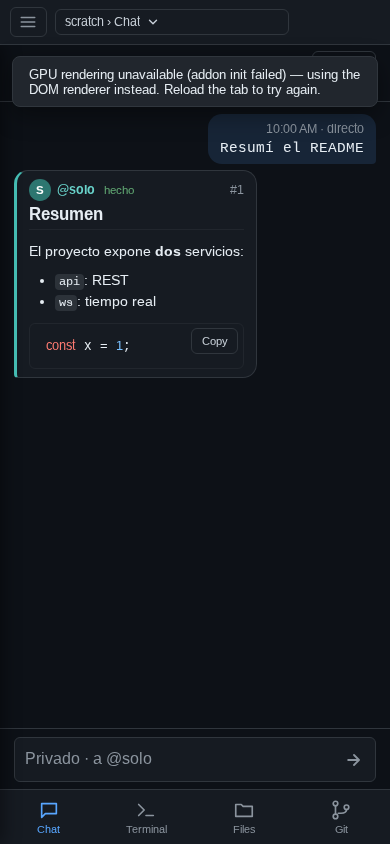 scratch › Chat
GPU rendering unavailable (addon init failed) — using the
DOM renderer instead. Reload the tab to try again.
10:00 AM · directo
Resumí el README
S @solo hecho #1
Resumen
El proyecto expone dos servicios:
• api: REST
• ws: tiempo real
const x = 1;
Copy
Privado · a @solo
Chat Terminal Files Git